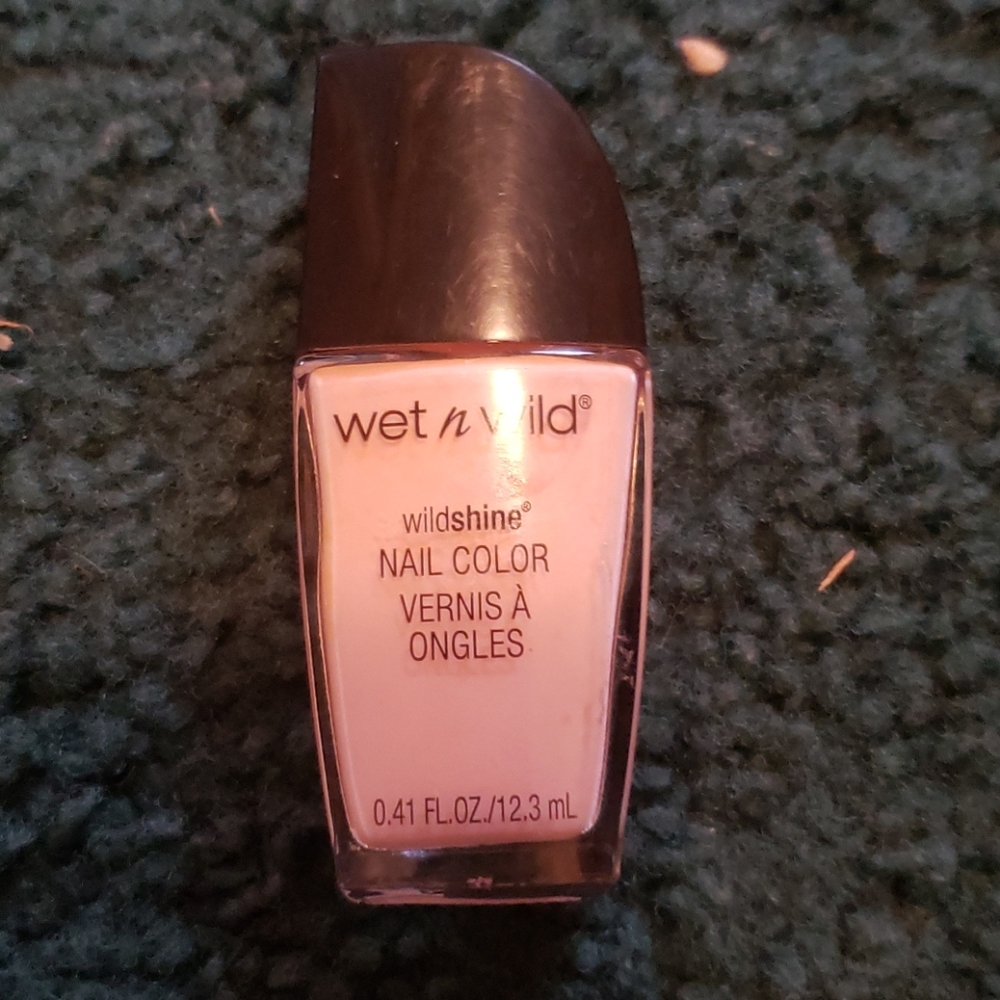 wet n wild®
wildshine®
NAIL COLOR
VERNIS À
ONGLES
0.41 FL.OZ./12.3 mL